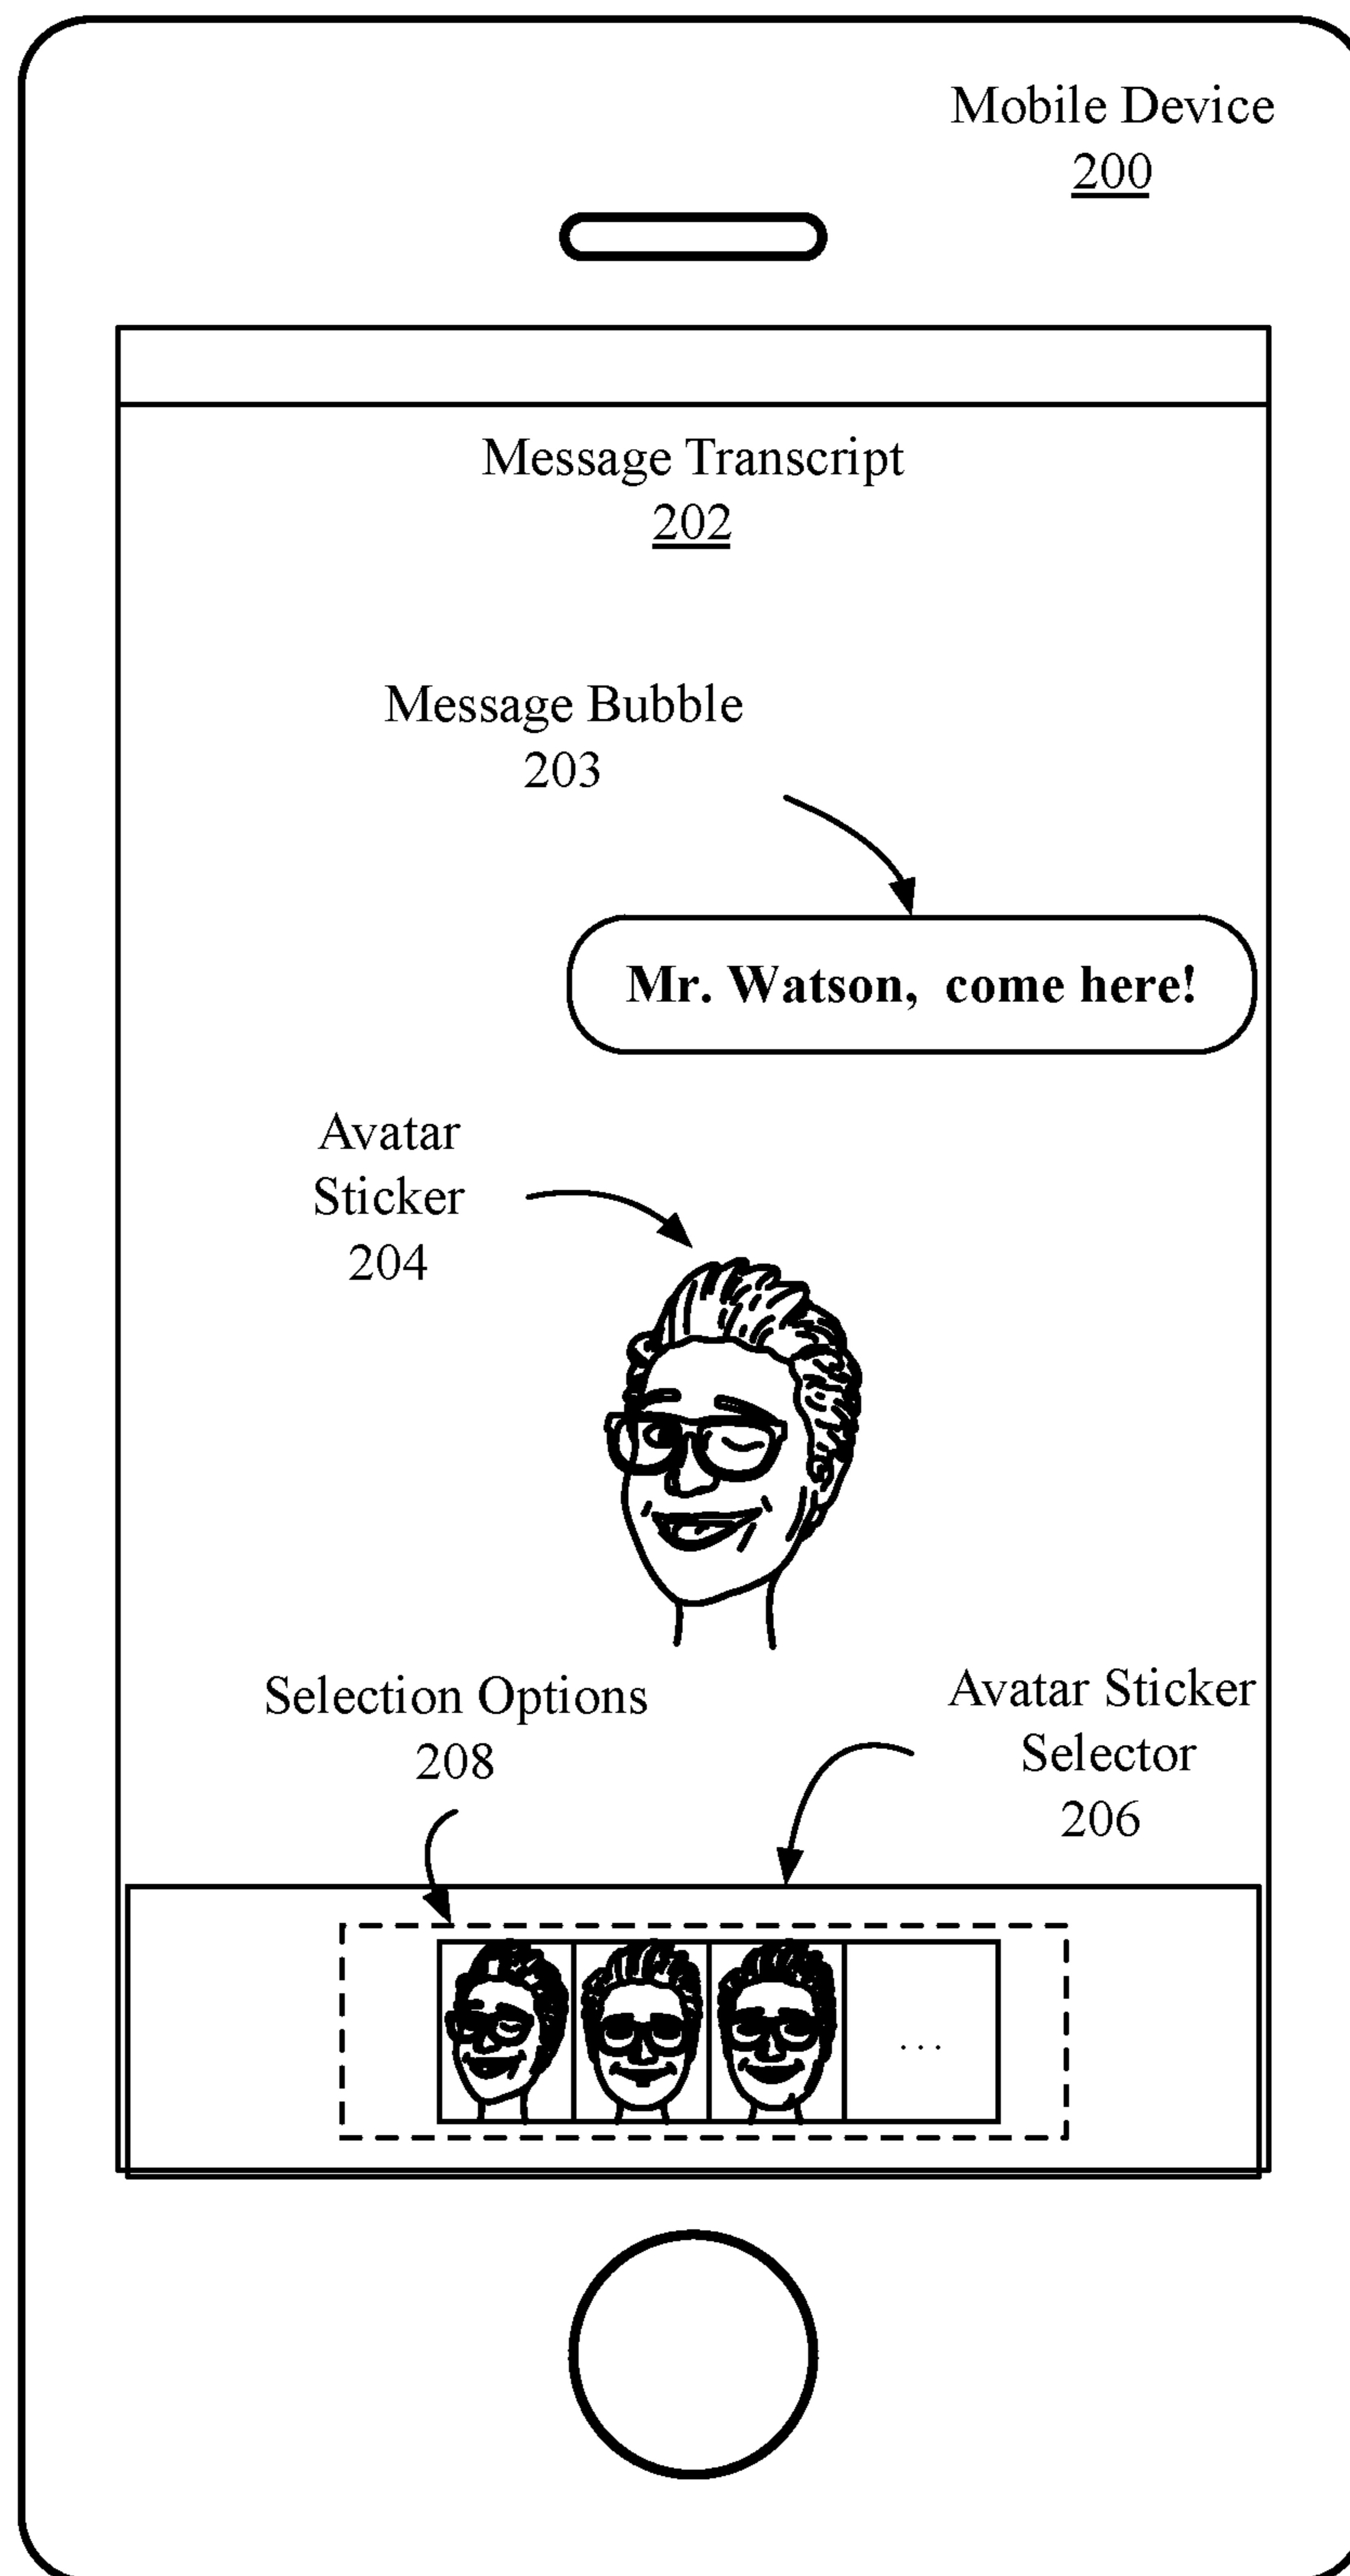 Mobile Device
200
Message Transcript
202
Message Bubble
203
Mr. Watson, come here!
Avatar
Sticker
204
Selection Options
208
Avatar Sticker
Selector
206
...